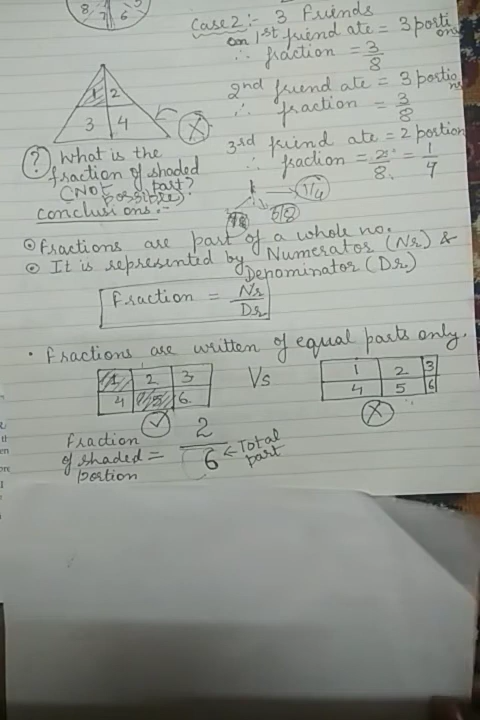 8 7 6 5
Case 2:- 3 Friends
1st friend ate = 3 portions
∴ fraction = 3/8
2nd friend ate = 3 portions
∴ fraction = 3/8
3rd friend ate = 2 portion
∴ fraction = 2/8 = 1/4
1 2
3 4
? What is the
fraction of shaded
part?
(Not possible)
1/4
Conclusions:-
Fractions are part of a whole no.
It is represented by Numerator (Nr) &
Denominator (Dr)
Fraction = Nr/Dr
• Fractions are written of equal parts only.
1 2 3
4 5 6
Vs
1 2 3
4 5 6
Fraction
of shaded = 2/6 ← Total part
portion